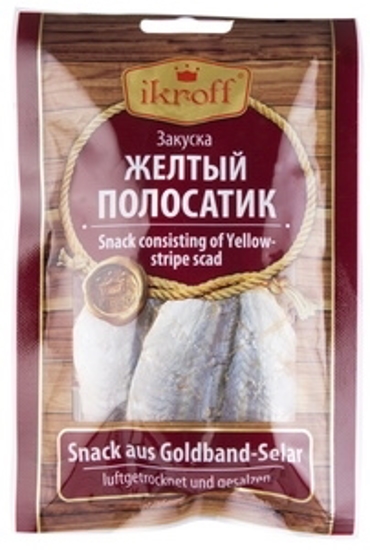 ikroff
Закуска
ЖЕЛТЫЙ
ПОЛОСАТИК
Snack consisting of Yellow-
stripe scad
Snack aus Goldband-Selar
luftgetrocknet und gesalzen